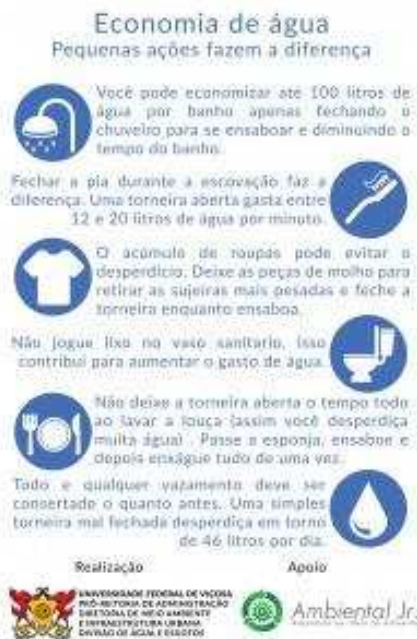 Economia de água
Pequenas ações fazem a diferença
Você pode economizar até 100 litros de
água por banho apenas fechando o
chuveiro para se ensaboar e diminuindo o
tempo do banho.
Fechar a pia durante a escovação faz a
diferença. Uma torneira aberta gasta entre
12 e 20 litros de água por minuto.
O acúmulo de roupas pode evitar o
desperdício. Deixe as peças de molho para
retirar as sujeiras mais pesadas e feche a
torneira enquanto ensaboa.
Não jogue lixo no vaso sanitario, isso
contribui para aumentar o gasto de água.
Não deixe a torneira aberta o tempo todo
ao lavar a louça (assim você desperdiça
muita água) . Passe a esponja, ensaboe e
depois enxágue tudo de uma vez.
Todo e qualquer vazamento deve ser
consertado o quanto antes. Uma simples
torneira mal fechada desperdiça em torno
de 46 litros por dia.
Realização
Apoio
UNIVERSIDADE FEDERAL DE VIÇOSA
PRÓ-REITORIA DE ADMINISTRAÇÃO
DIRETORIA DE MEIO AMBIENTE
E INFRAESTRUTURA URBANA
DIVISÃO DE ÁGUA E ESGOTOS
Ambiental Jr.